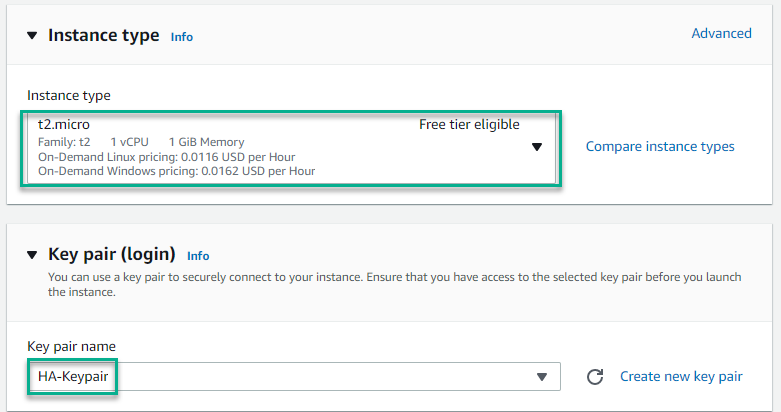 Instance type Info
Advanced
Instance type
t2.micro
Free tier eligible
Family: t2 1 vCPU 1 GiB Memory
On-Demand Linux pricing: 0.0116 USD per Hour
On-Demand Windows pricing: 0.0162 USD per Hour
Compare instance types
Key pair (login) Info
You can use a key pair to securely connect to your instance. Ensure that you have access to the selected key pair before you launch
the instance.
Key pair name
HA-Keypair
Create new key pair